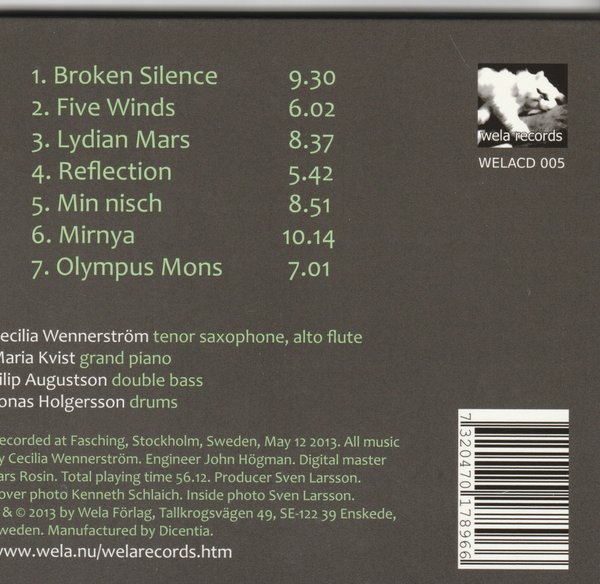 1. Broken Silence 9.30
2. Five Winds 6.02
3. Lydian Mars 8.37
4. Reflection 5.42
5. Min nisch 8.51
6. Mirnya 10.14
7. Olympus Mons 7.01
wela records
WELACD 005
ecilia Wennerström tenor saxophone, alto flute
Maria Kvist grand piano
ilip Augustson double bass
onas Holgersson drums
ecorded at Fasching, Stockholm, Sweden, May 12 2013. All music
y Cecilia Wennerström. Engineer John Högman. Digital master
ars Rosin. Total playing time 56.12. Producer Sven Larsson.
over photo Kenneth Schlaich. Inside photo Sven Larsson.
& © 2013 by Wela Förlag, Tallkrogsvägen 49, SE-122 39 Enskede,
weden. Manufactured by Dicentia.
www.wela.nu/welarecords.htm
7 320470 178966